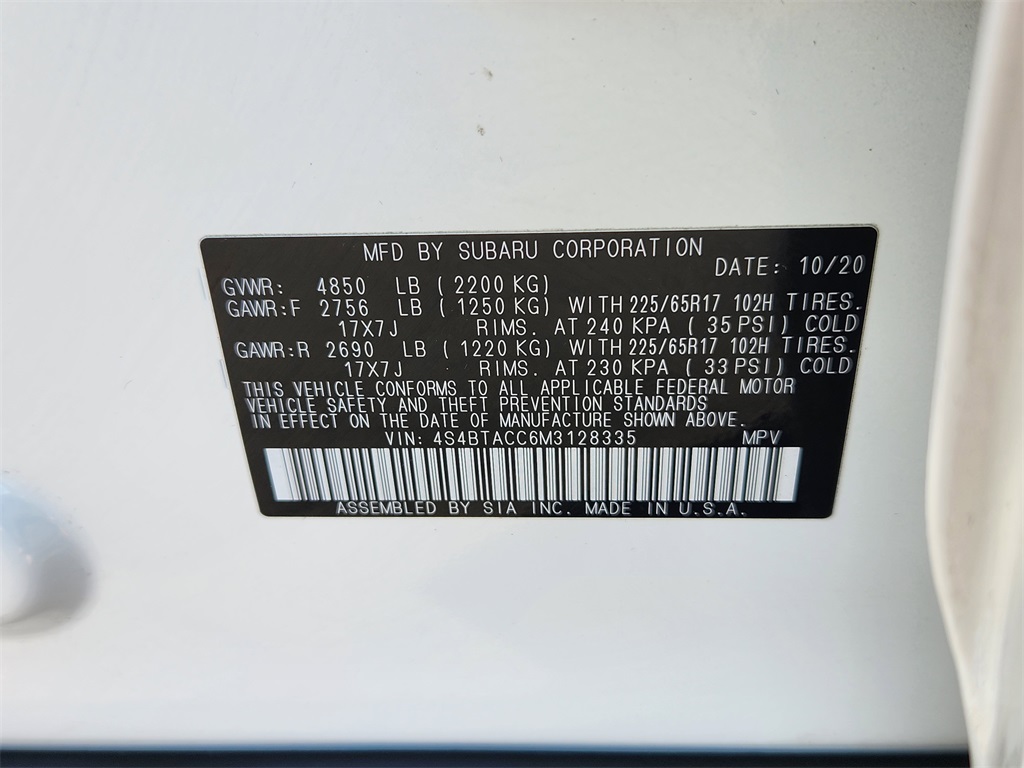 MFD BY SUBARU CORPORATION
DATE: 10/20
GVWR: 4850 LB (2200 KG)
GAWR:F 2756 LB (1250 KG) WITH 225/65R17 102H TIRES.
17X7J RIMS. AT 240 KPA (35 PSI) COLD
GAWR:R 2690 LB (1220 KG) WITH 225/65R17 102H TIRES.
17X7J RIMS. AT 230 KPA (33 PSI) COLD
THIS VEHICLE CONFORMS TO ALL APPLICABLE FEDERAL MOTOR
VEHICLE SAFETY AND THEFT PREVENTION STANDARDS
IN EFFECT ON THE DATE OF MANUFACTURE SHOWN ABOVE.
VIN: 4S4BTACC6M3128335 MPV
ASSEMBLED BY SIA INC. MADE IN U.S.A.